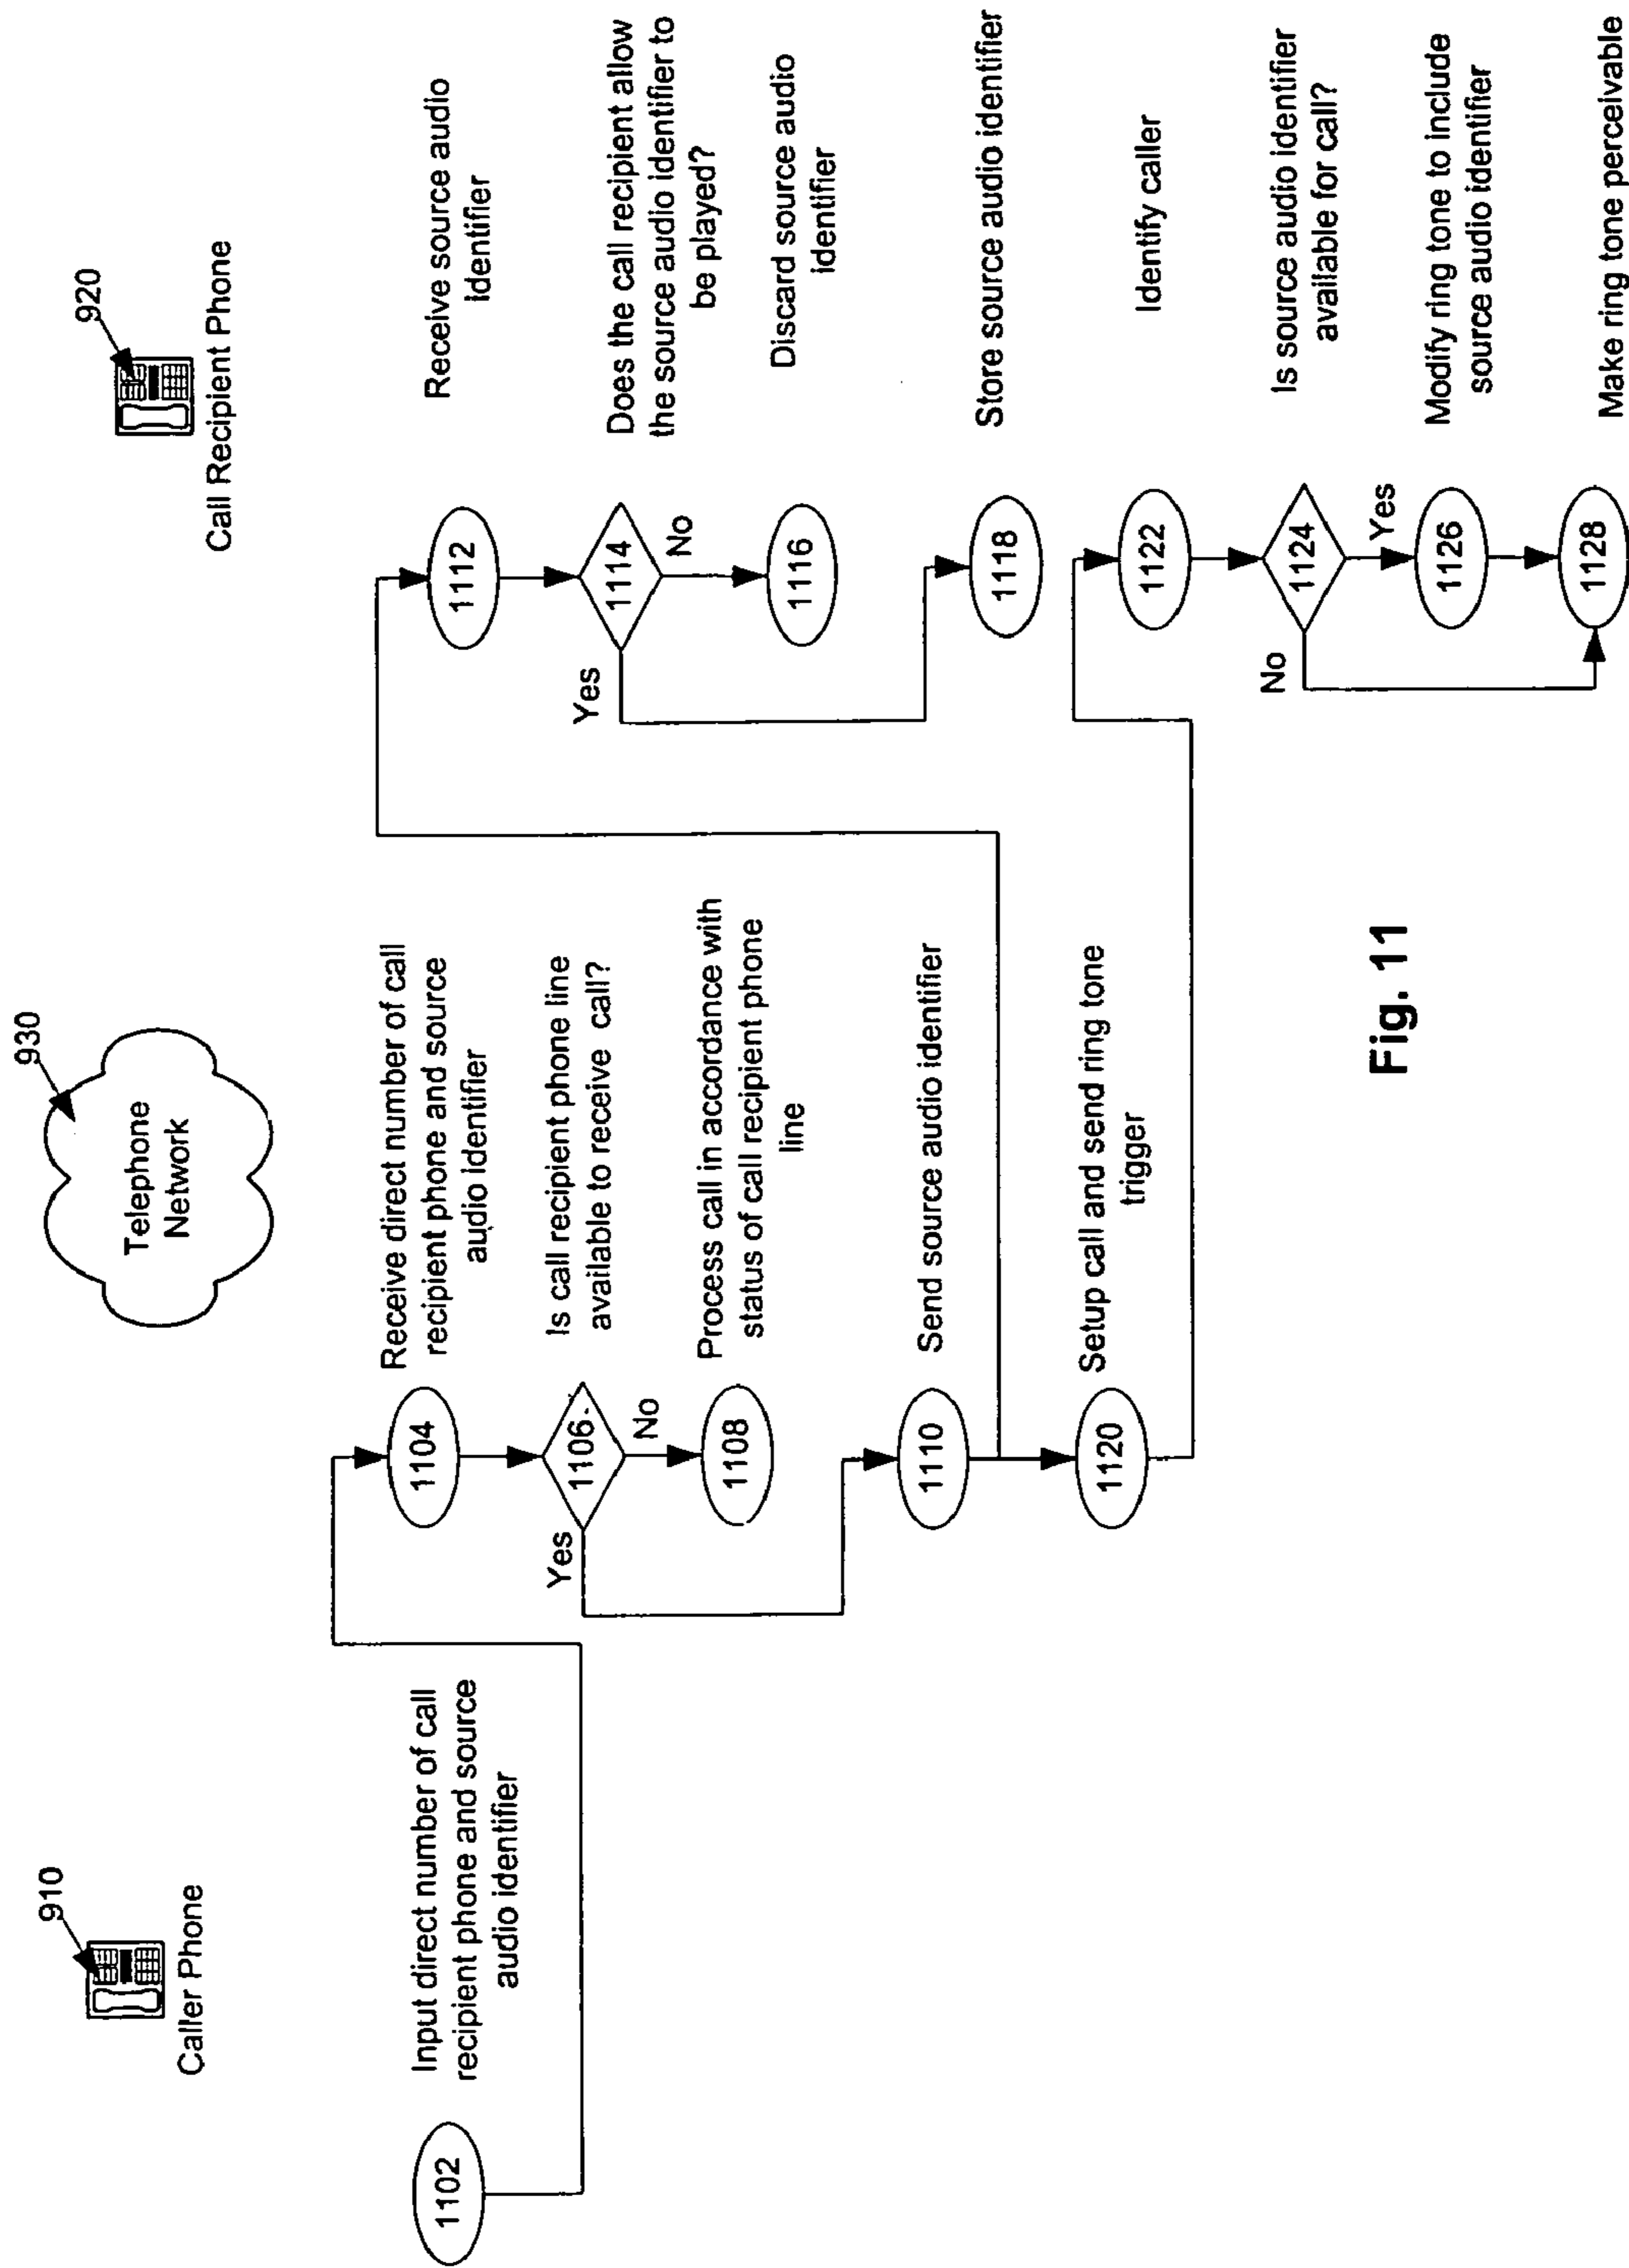 910
Caller Phone
930
Telephone
Network
920
Call Recipient Phone
1102
Input direct number of call
recipient phone and source
audio identifier
1104
Receive direct number of call
recipient phone and source
audio identifier
1106
Is call recipient phone line
available to receive call?
Yes
No
1108
Process call in accordance with
status of call recipient phone
line
1110
Send source audio identifier
1120
Setup call and send ring tone
trigger
1112
Receive source audio
identifier
1114
Does the call recipient allow
the source audio identifier to
be played?
Yes
No
1116
Discard source audio
identifier
1118
Store source audio identifier
1122
Identify caller
1124
Is source audio identifier
available for call?
No
Yes
1126
Modify ring tone to include
source audio identifier
1128
Make ring tone perceivable
Fig. 11